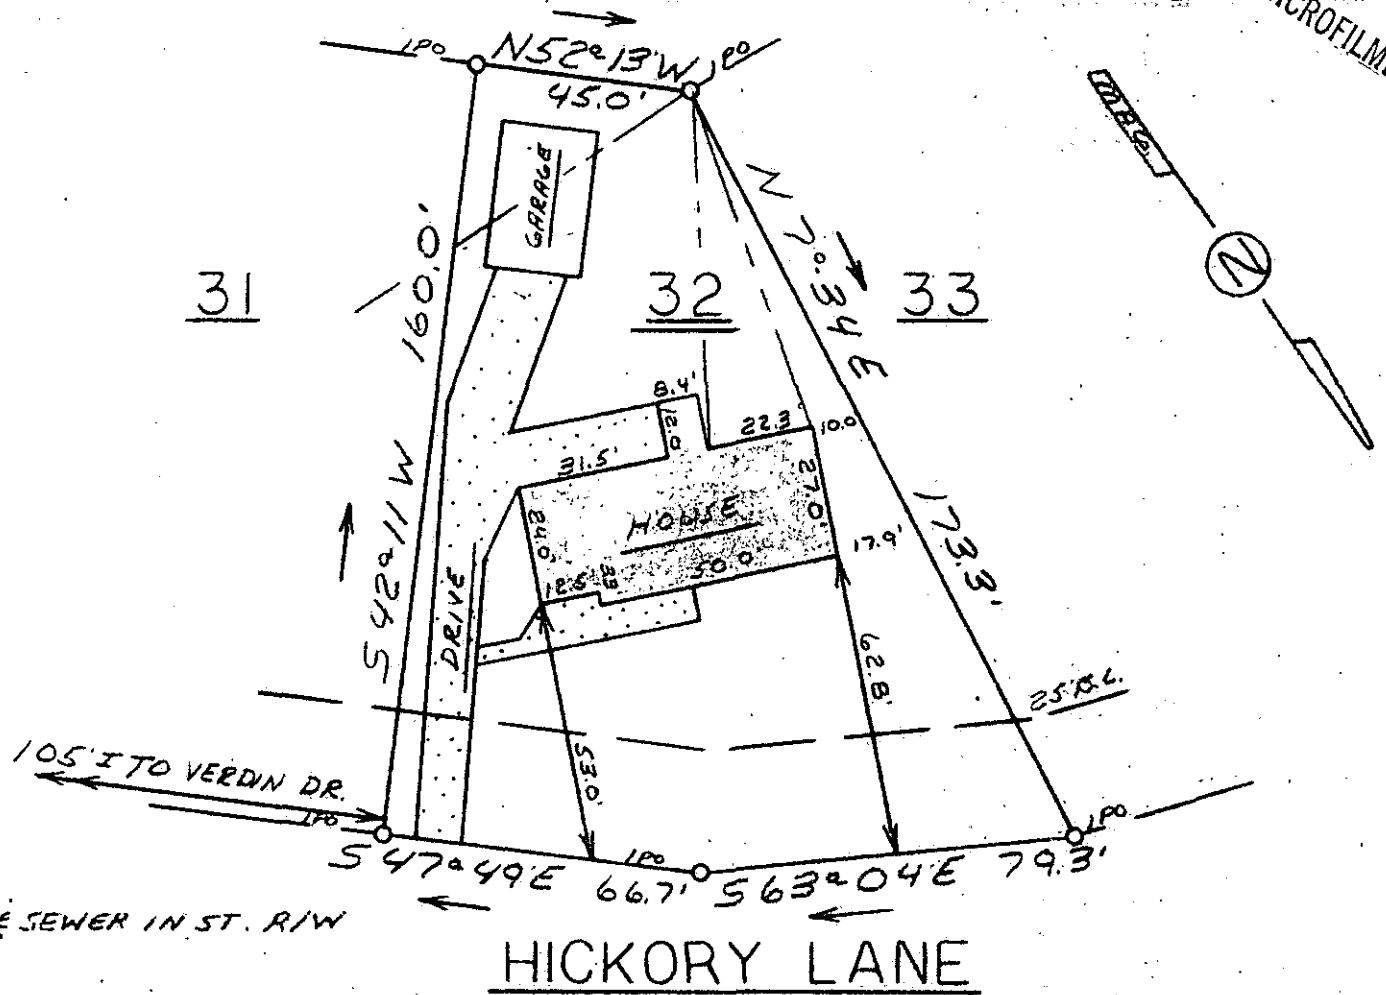 MICROFILM
IPO
N52°13'W
IPO
45.0'
GARAGE
N 7°.34 E
160.0'
31
32
33
8.4'
12.0
22.3'
10.0
31.5'
27.0'
24.0'
HOUSE
173.3'
17.9'
12.5'
3.9
50.0'
S 42°11 W
DRIVE
62.8'
25' B.L.
53.0'
105' I TO VERDIN DR.
IPO
S 47°49'E
IPO
66.7'
S 63°04'E
79.3'
IPO
SEWER IN ST. R/W
HICKORY LANE